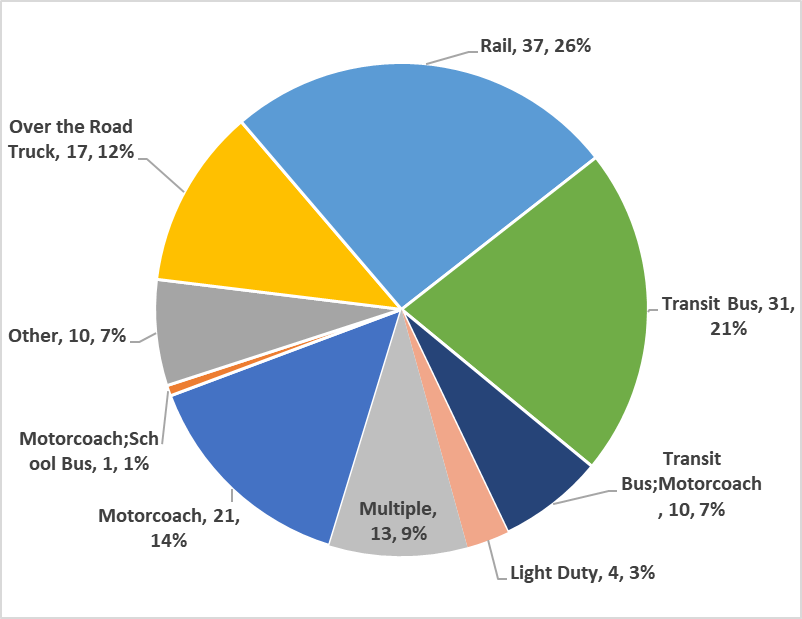 Rail, 37, 26%
Over the Road
Truck, 17, 12%
Transit Bus, 31,
21%
Other, 10, 7%
Motorcoach;Sch
ool Bus, 1, 1%
Transit
Bus;Motorcoach
, 10, 7%
Motorcoach, 21,
14%
Multiple,
13, 9%
Light Duty, 4, 3%